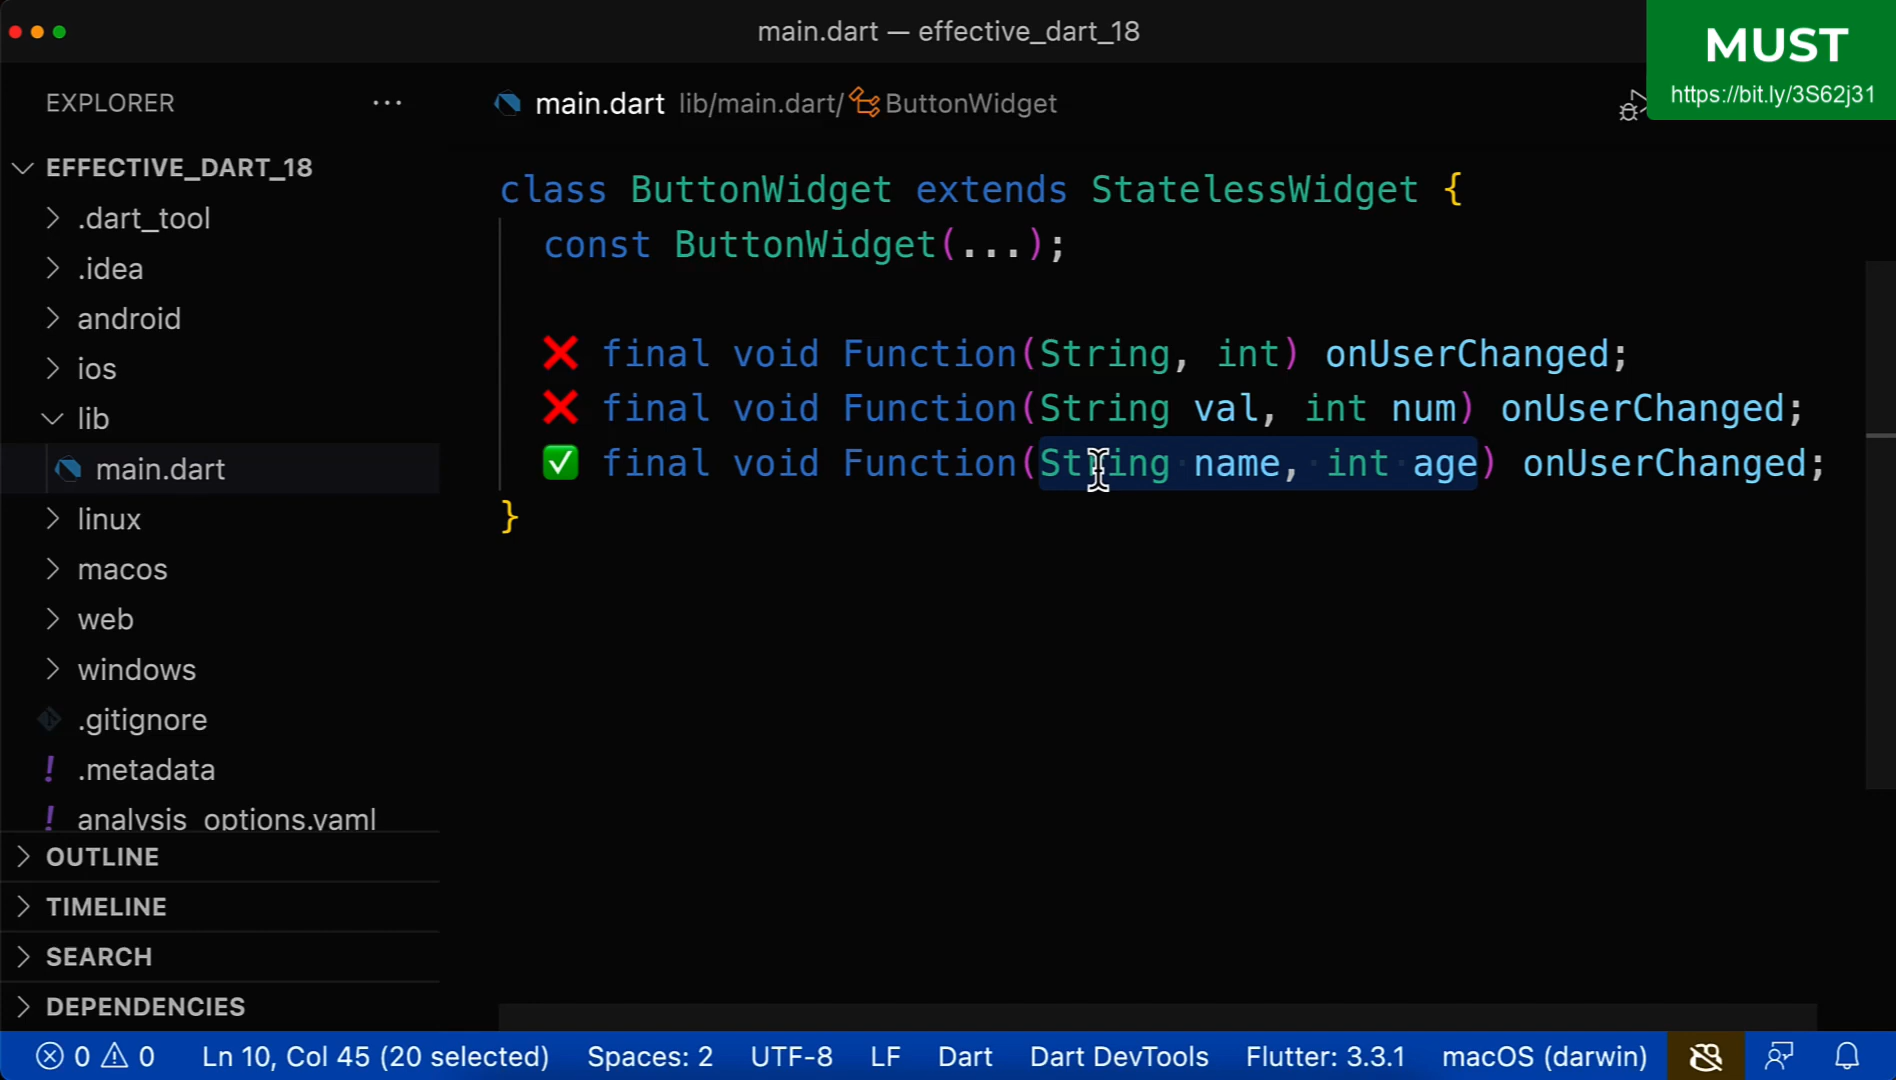 main.dart — effective_dart_18
MUST
https://bit.ly/3S62j31
EXPLORER ...
main.dart lib/main.dart/ ButtonWidget
EFFECTIVE_DART_18
.dart_tool
.idea
android
ios
lib
main.dart
linux
macos
web
windows
.gitignore
! .metadata
! analysis_options.yaml
OUTLINE
TIMELINE
SEARCH
DEPENDENCIES
class ButtonWidget extends StatelessWidget {
const ButtonWidget(...);
❌ final void Function(String, int) onUserChanged;
❌ final void Function(String val, int num) onUserChanged;
✅ final void Function(String name, int age) onUserChanged;
}
0 0 Ln 10, Col 45 (20 selected) Spaces: 2 UTF-8 LF Dart Dart DevTools Flutter: 3.3.1 macOS (darwin)